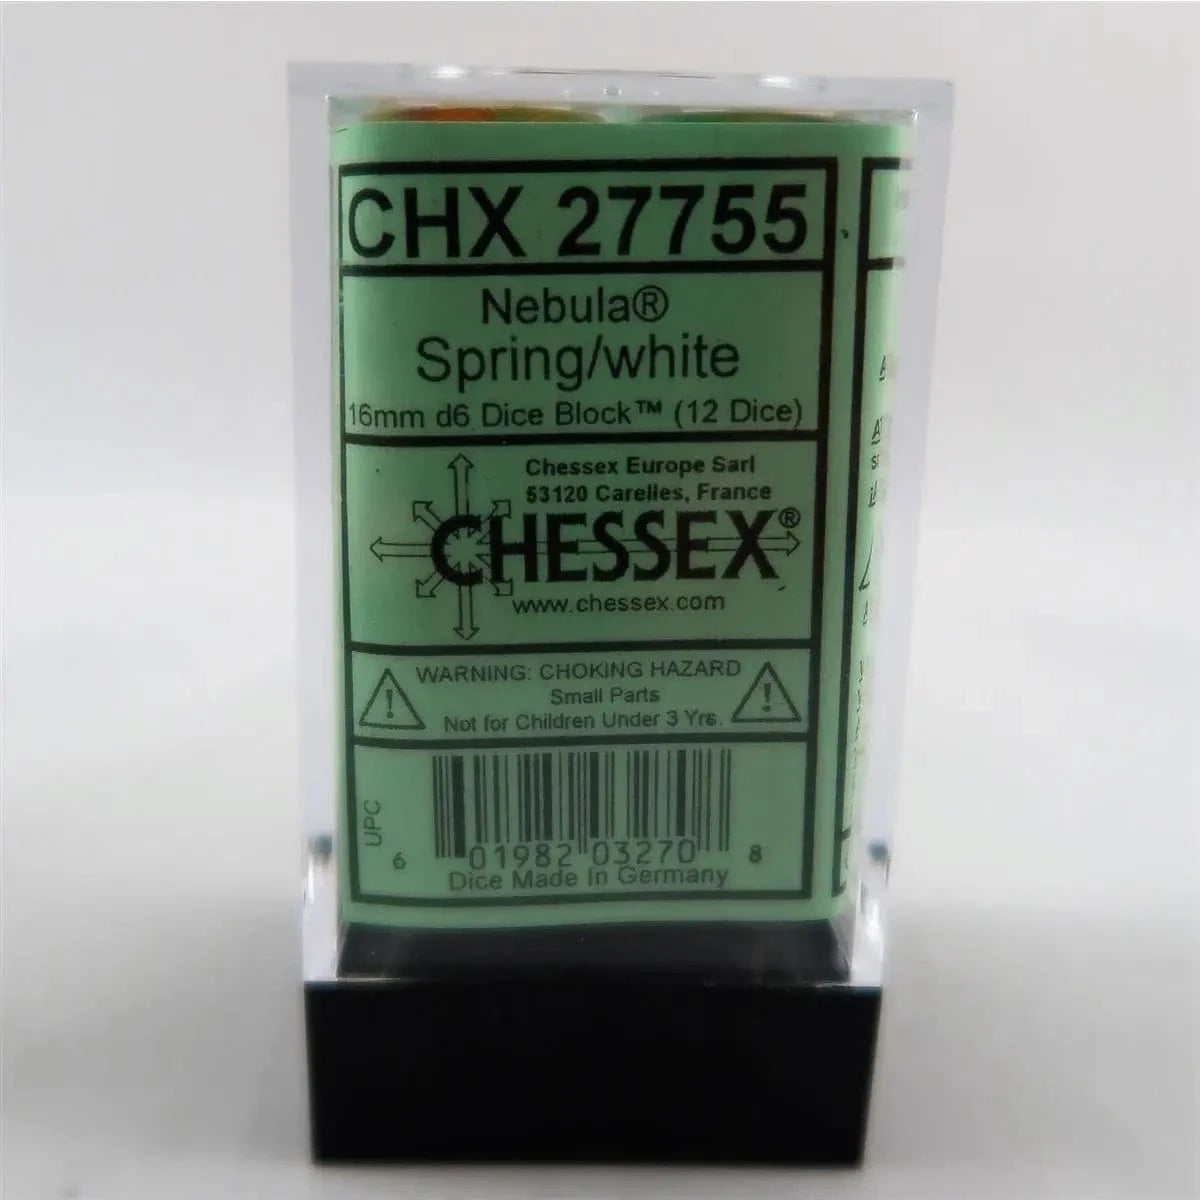 CHX 27755
Nebula®
Spring/white
16mm d6 Dice Block™ (12 Dice)
Chessex Europe Sarl
53120 Carelles, France
CHESSEX®
www.chessex.com
WARNING: CHOKING HAZARD
Small Parts
Not for Children Under 3 Yrs.
UPC
6 01982 03270 8
Dice Made In Germany